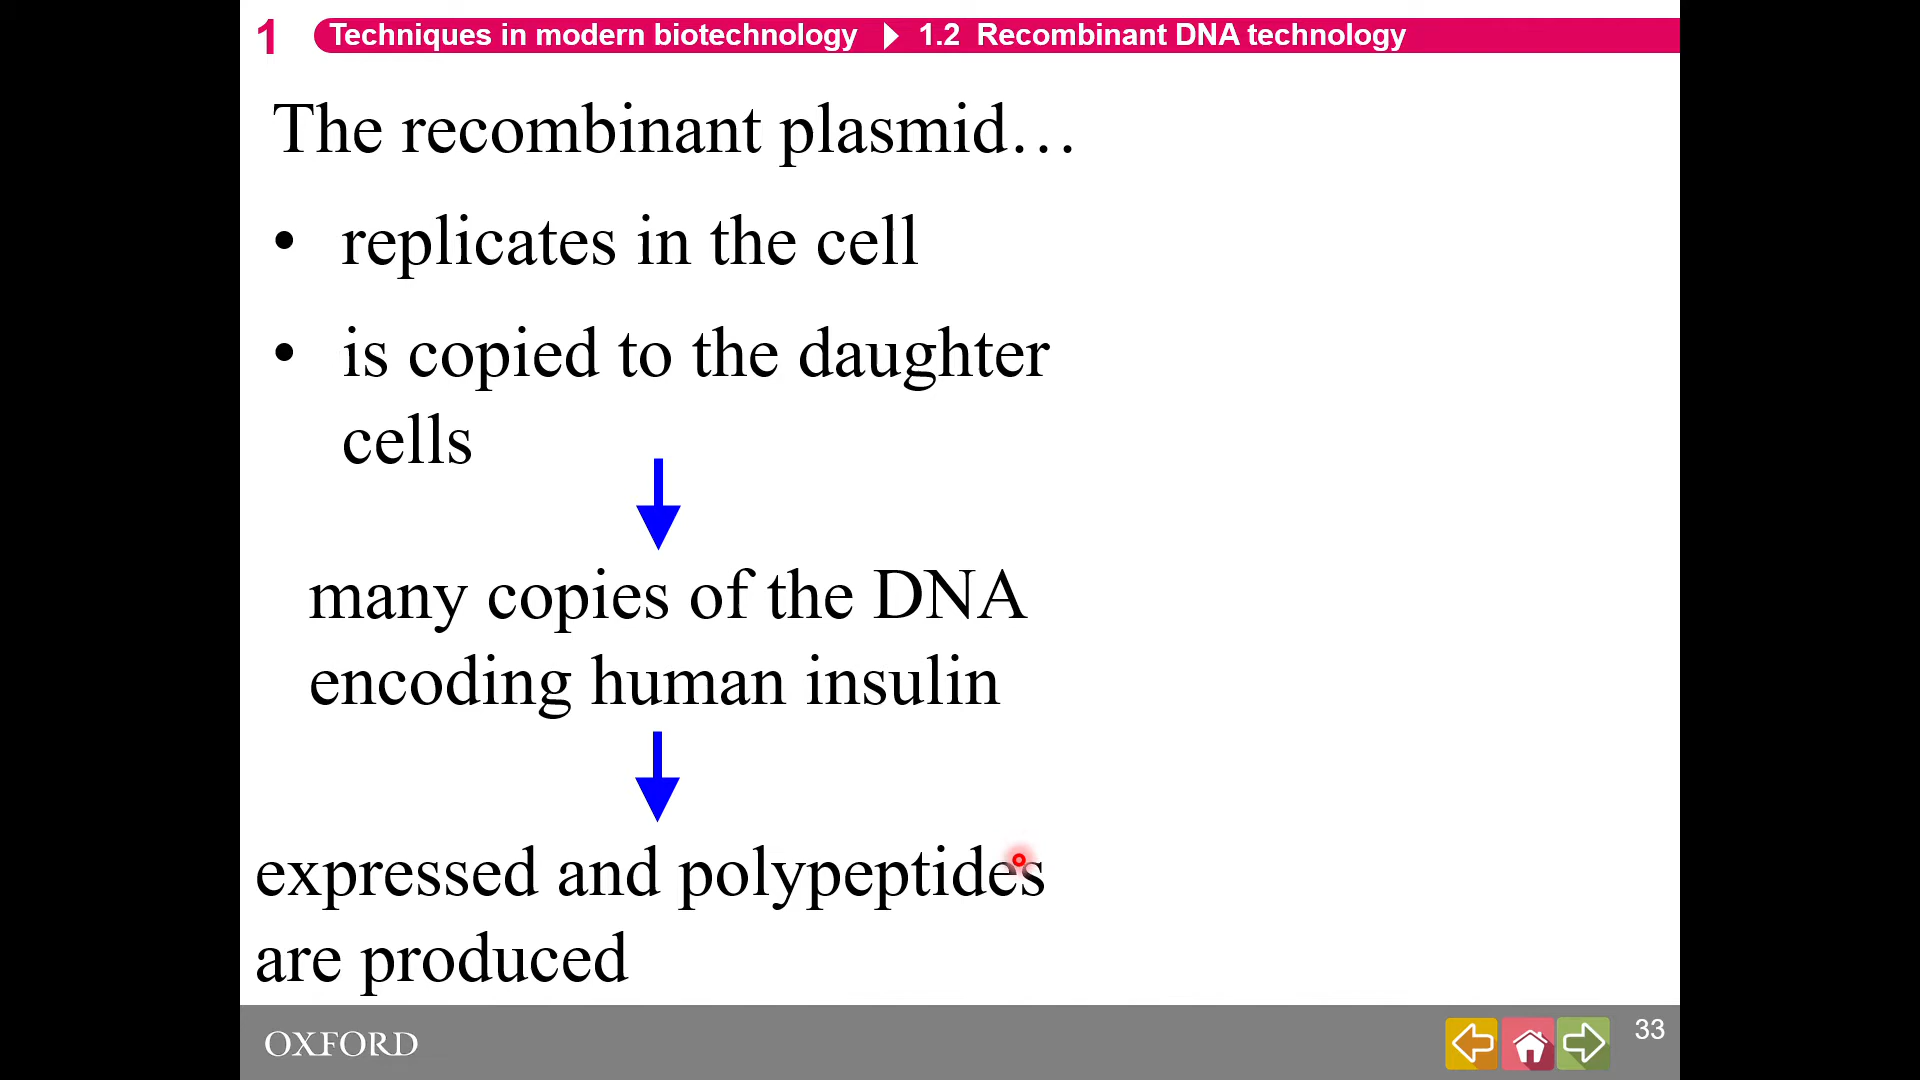 1 Techniques in modern biotechnology 1.2 Recombinant DNA technology
The recombinant plasmid…
• replicates in the cell
• is copied to the daughter
cells
many copies of the DNA
encoding human insulin
expressed and polypeptides
are produced
OXFORD
33